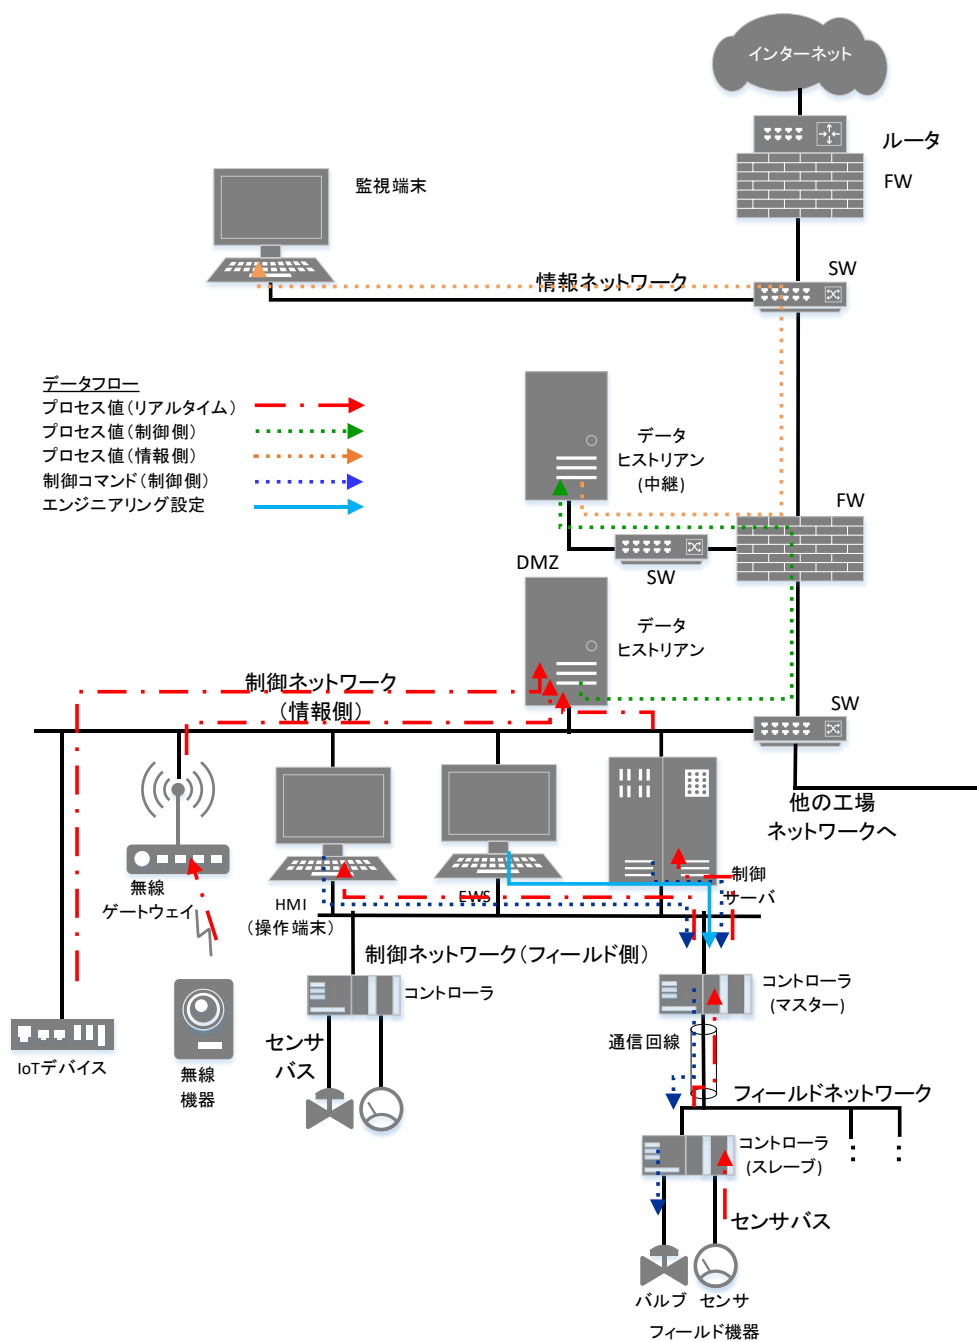 インターネット
ルータ
FW
監視端末
SW
情報ネットワーク
データフロー
プロセス値(リアルタイム)
プロセス値(制御側)
プロセス値(情報側)
制御コマンド(制御側)
エンジニアリング設定
データ
ヒストリアン
(中継)
FW
SW
DMZ
データ
ヒストリアン
制御ネットワーク
(情報側)
SW
他の工場
ネットワークへ
無線
ゲートウェイ
HMI
(操作端末)
EWS
制御
サーバ
制御ネットワーク(フィールド側)
コントローラ
コントローラ
(マスター)
センサ
バス
通信回線
IoTデバイス
無線
機器
フィールドネットワーク
コントローラ
(スレーブ)
センサバス
バルブ
センサ
フィールド機器